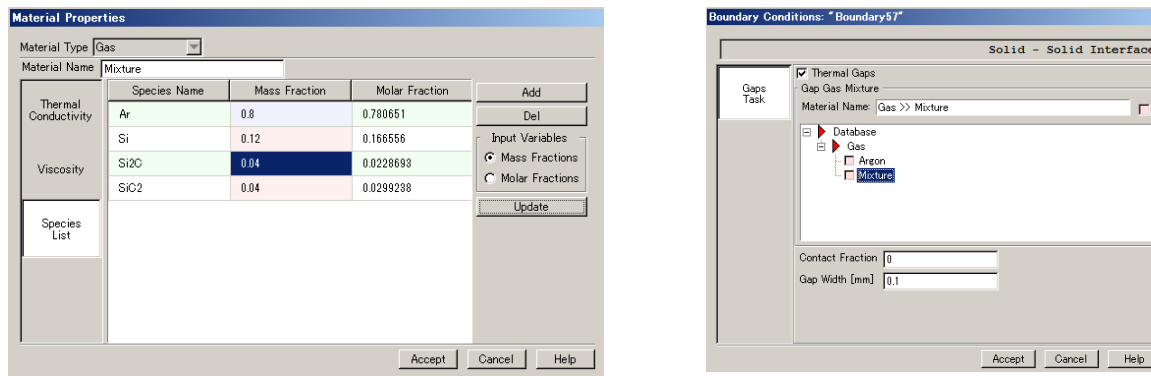 Material Properties
Material Type Gas
Material Name Mixture
Thermal Conductivity
Viscosity
Species List
Species Name Mass Fraction Molar Fraction
Ar 0.8 0.780651
Si 0.12 0.166556
Si2C 0.04 0.0228693
SiC2 0.04 0.0299238
Add
Del
Input Variables
Mass Fractions
Molar Fractions
Update
Accept Cancel Help
Boundary Conditions: "Boundary57"
Solid - Solid Interface
Gaps Task
Thermal Gaps
Gap Gas Mixture
Material Name: Gas >> Mixture
Database
Gas
Argon
Mixture
Contact Fraction 0
Gap Width [mm] 0.1
Accept Cancel Help